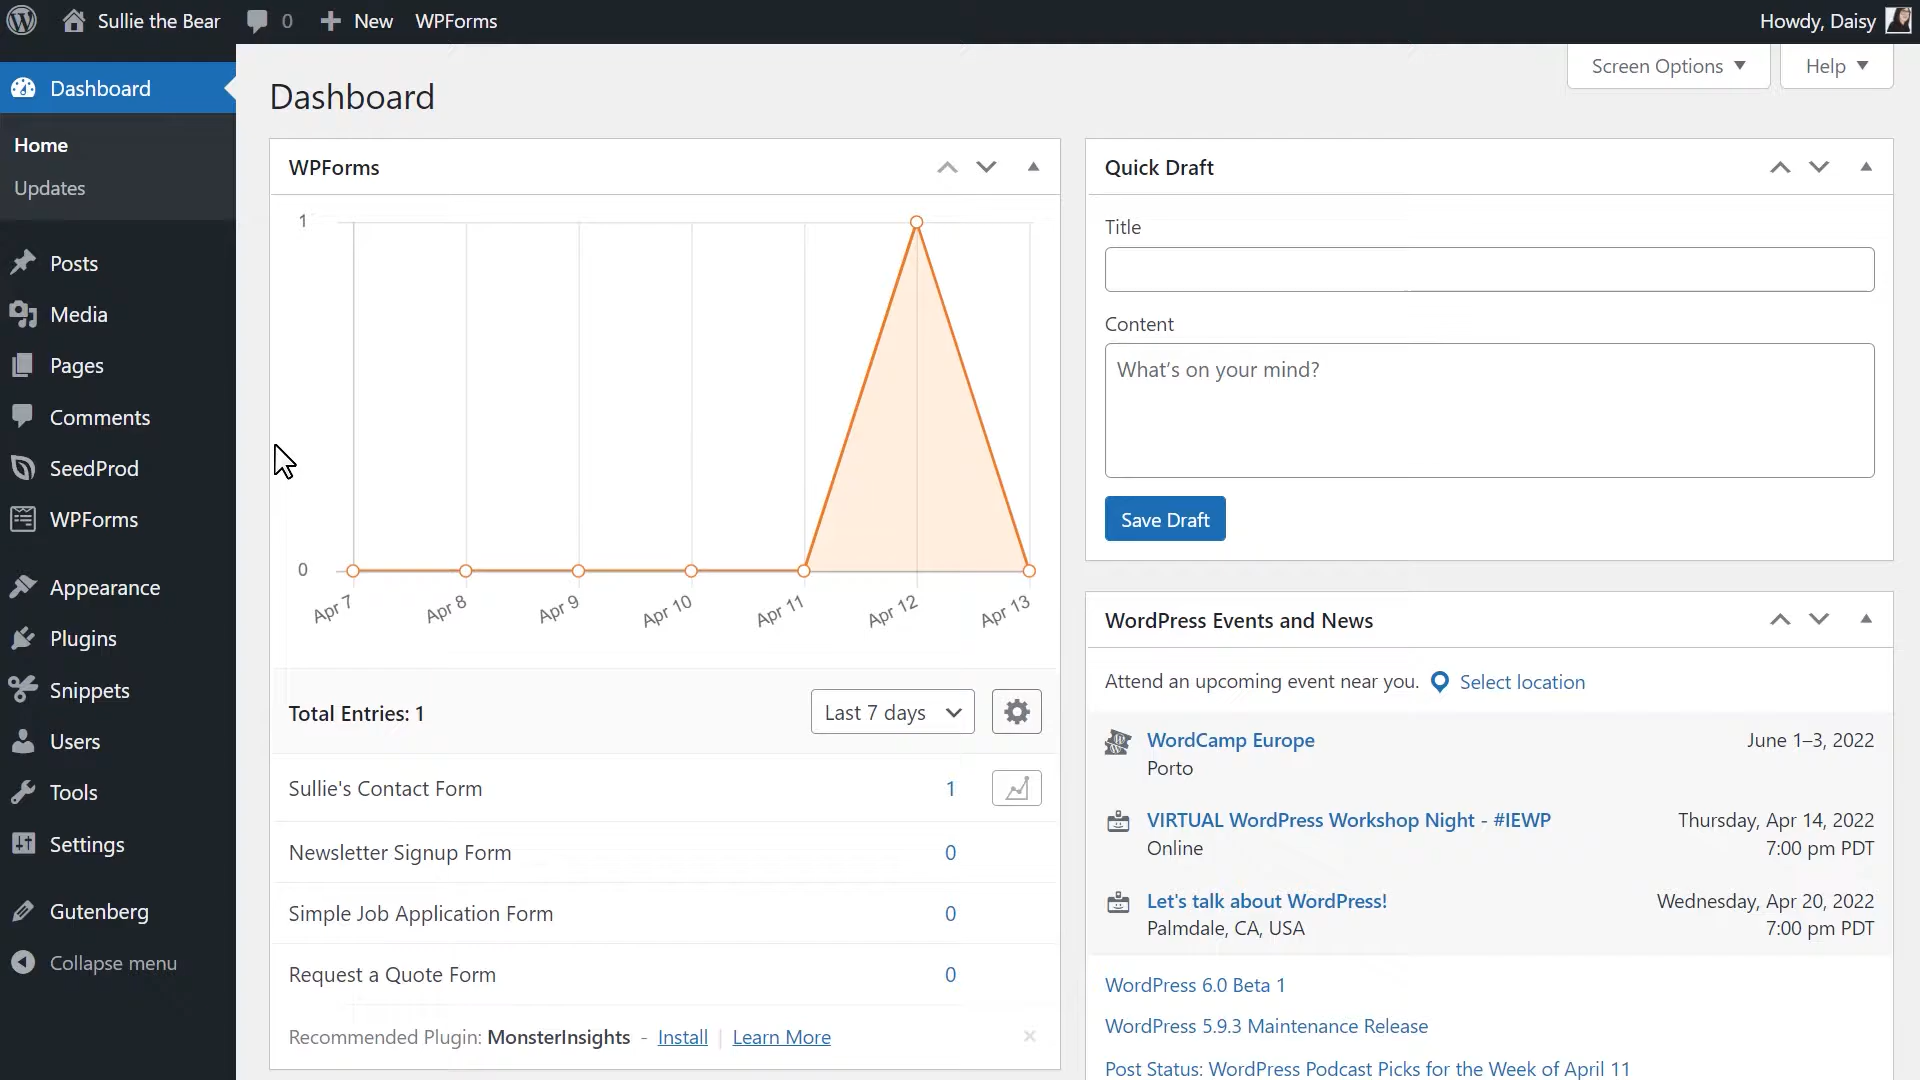 Sullie the Bear
0
New
WPForms
Howdy, Daisy
Dashboard
Home
Updates
Posts
Media
Pages
Comments
SeedProd
WPForms
Appearance
Plugins
Snippets
Users
Tools
Settings
Gutenberg
Collapse menu
Screen Options
Help
Dashboard
WPForms
1
0
Apr 7
Apr 8
Apr 9
Apr 10
Apr 11
Apr 12
Apr 13
Total Entries: 1
Last 7 days
Sullie's Contact Form 1
Newsletter Signup Form 0
Simple Job Application Form 0
Request a Quote Form 0
Recommended Plugin: MonsterInsights - Install | Learn More
Quick Draft
Title
Content
What's on your mind?
Save Draft
WordPress Events and News
Attend an upcoming event near you. Select location
WordCamp Europe June 1–3, 2022
Porto
VIRTUAL WordPress Workshop Night - #IEWP Thursday, Apr 14, 2022
Online 7:00 pm PDT
Let's talk about WordPress! Wednesday, Apr 20, 2022
Palmdale, CA, USA 7:00 pm PDT
WordPress 6.0 Beta 1
WordPress 5.9.3 Maintenance Release
Post Status: WordPress Podcast Picks for the Week of April 11